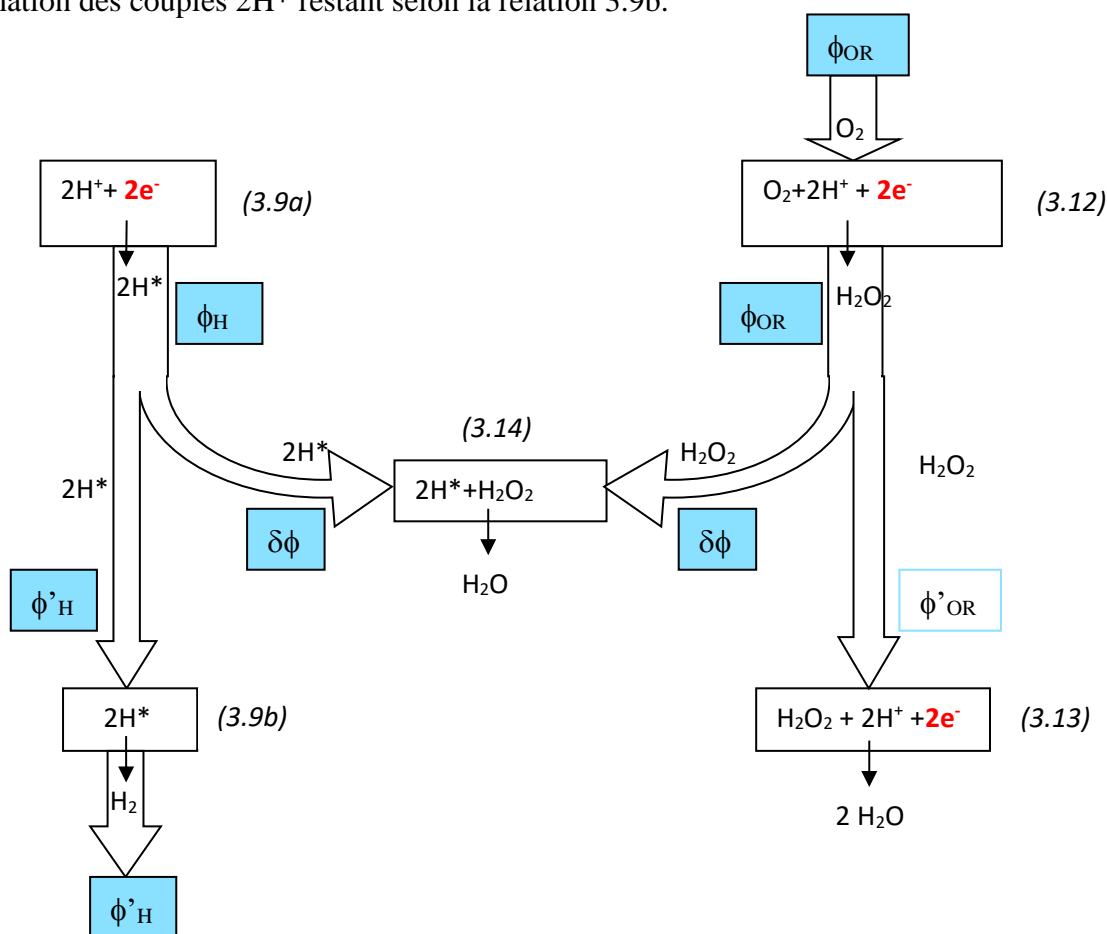 ation des couples 2H* restant selon la relation 3.9b.
ϕOR
O₂
2H⁺+ 2e⁻
(3.9a)
O₂+2H⁺ + 2e⁻
(3.12)
2H*
H₂O₂
ϕH
ϕOR
(3.14)
2H*
H₂O₂
2H*
2H*+H₂O₂
H₂O₂
δϕ
δϕ
H₂O
ϕ’H
ϕ’OR
2H*
(3.9b)
H₂O₂ + 2H⁺ +2e⁻
(3.13)
H₂
2 H₂O
ϕ’H